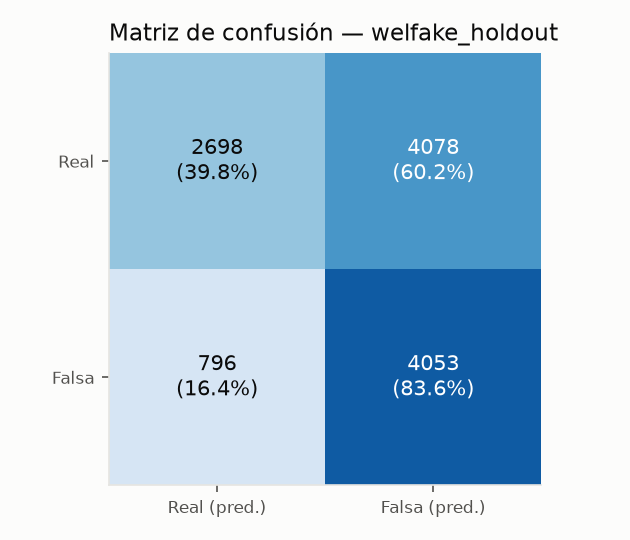 Matriz de confusión — welfake_holdout
Real
2698
(39.8%)
4078
(60.2%)
Falsa
796
(16.4%)
4053
(83.6%)
Real (pred.)
Falsa (pred.)